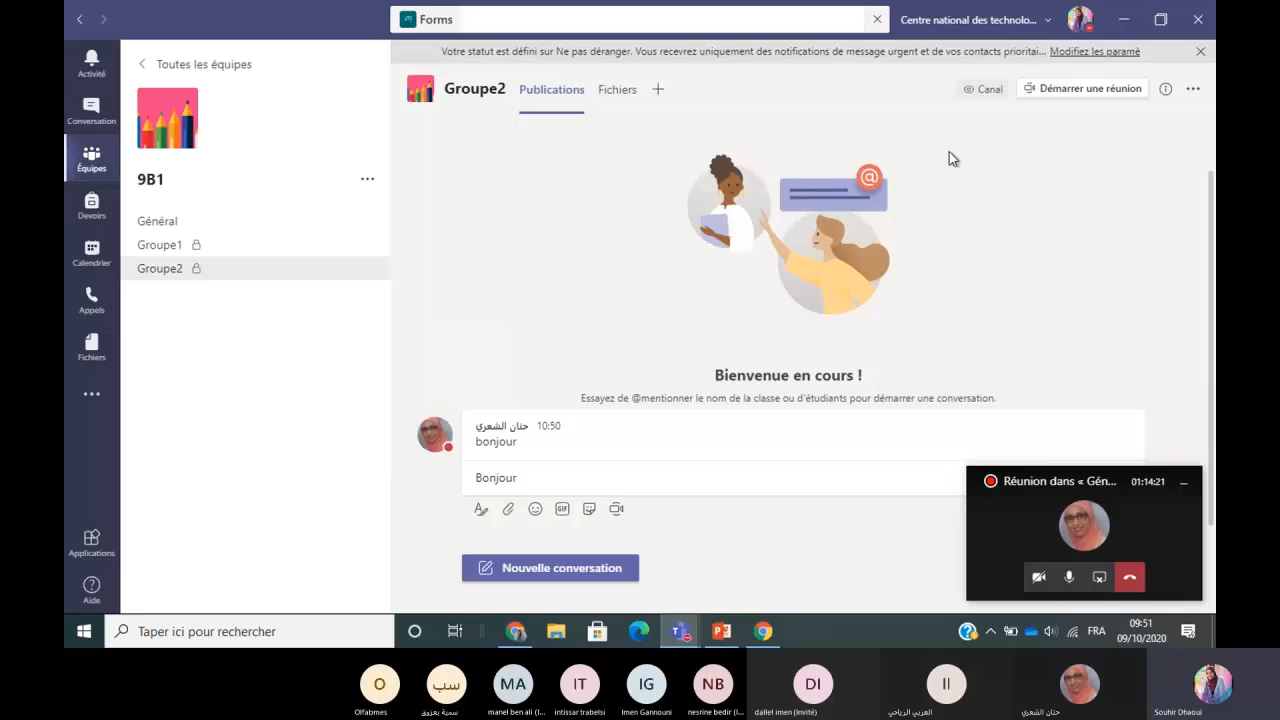 Forms
Centre national des technolo...
Votre statut est défini sur Ne pas déranger. Vous recevrez uniquement des notifications de message urgent et de vos contacts prioritai... Modifiez les paramè
Activité
Conversation
Équipes
Devoirs
Calendrier
Appels
Fichiers
Applications
Aide
Toutes les équipes
9B1
Général
Groupe1
Groupe2
Groupe2 Publications Fichiers
Canal
Démarrer une réunion
@
Bienvenue en cours !
Essayez de @mentionner le nom de la classe ou d'étudiants pour démarrer une conversation.
حنان الشعري 10:50
bonjour
Bonjour
GIF
Nouvelle conversation
Réunion dans « Gén... 01:14:21
Taper ici pour rechercher
FRA
09:51
09/10/2020
O
سب
MA
IT
IG
NB
DI
II
Olfabmes
سمية بعزوق
manel ben ali (I...
intissar trabelsi
Imen Gannouni
nesrine bedir (I...
dallel imen (Invité)
العربي الرياحي
حنان الشعري
Souhir Dhaoui